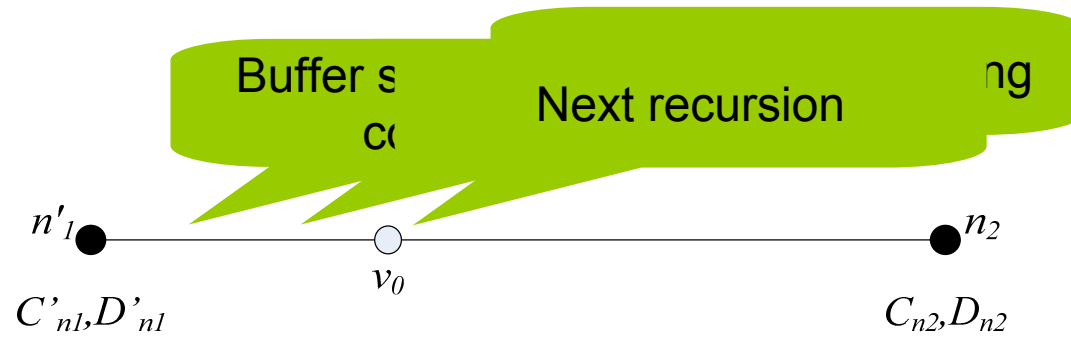 Buffer s
co
Next recursion
ng
n'1
n2
v0
C’n1,D’n1
Cn2,Dn2